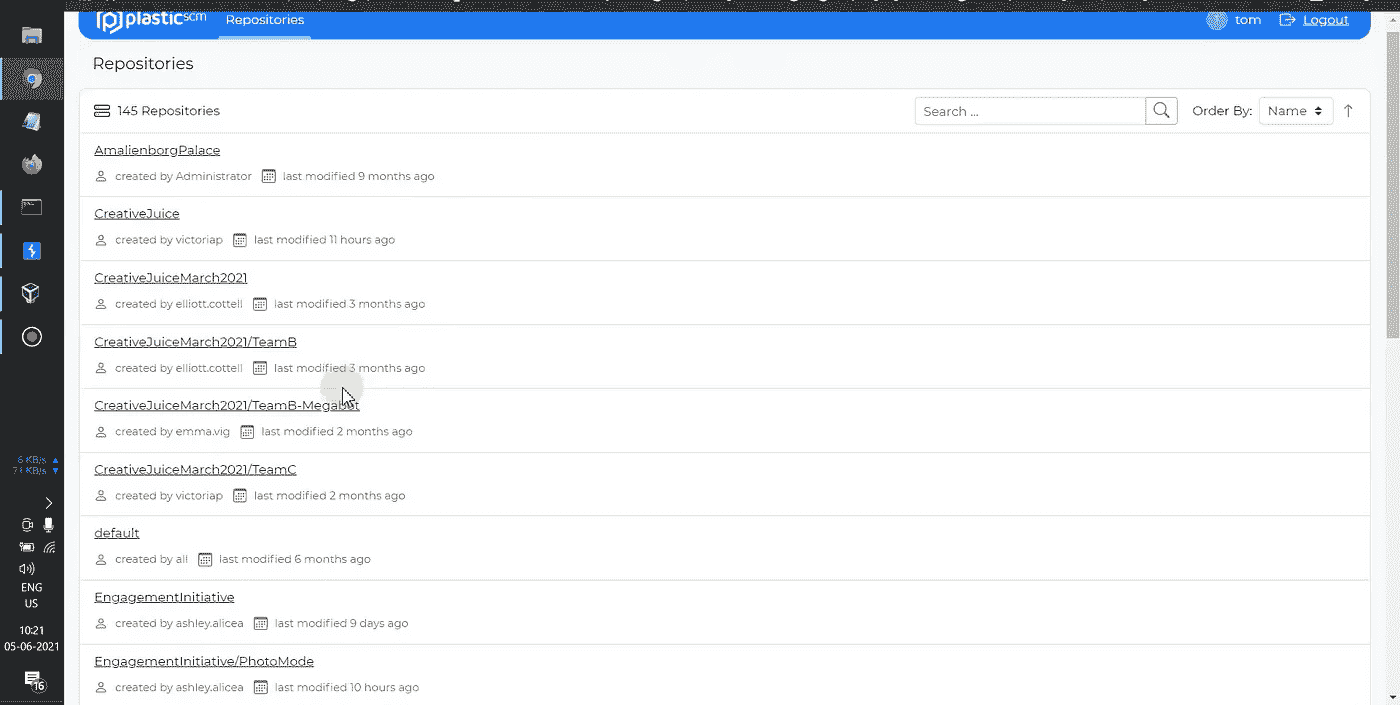 plasticscm Repositories tom Logout
Repositories
145 Repositories Search ... Order By: Name
AmalienborgPalace
created by Administrator last modified 9 months ago
CreativeJuice
created by victoriap last modified 11 hours ago
CreativeJuiceMarch2021
created by elliott.cottell last modified 3 months ago
CreativeJuiceMarch2021/TeamB
created by elliott.cottell last modified 3 months ago
CreativeJuiceMarch2021/TeamB-Megabot
created by emma.vig last modified 2 months ago
CreativeJuiceMarch2021/TeamC
created by victoriap last modified 2 months ago
default
created by all last modified 6 months ago
EngagementInitiative
created by ashley.alicea last modified 9 days ago
EngagementInitiative/PhotoMode
created by ashley.alicea last modified 10 hours ago
6 KB/s
KB/s
ENG
US
10:21
05-06-2021
16